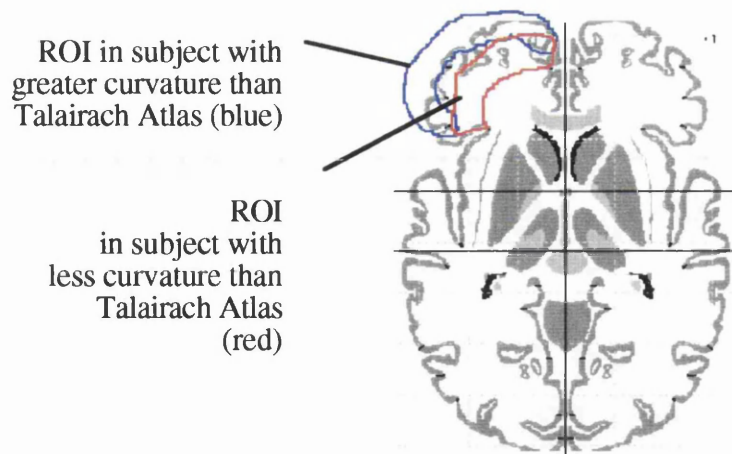 ROI in subject with
greater curvature than
Talairach Atlas (blue)
ROI
in subject with
less curvature than
Talairach Atlas
(red)